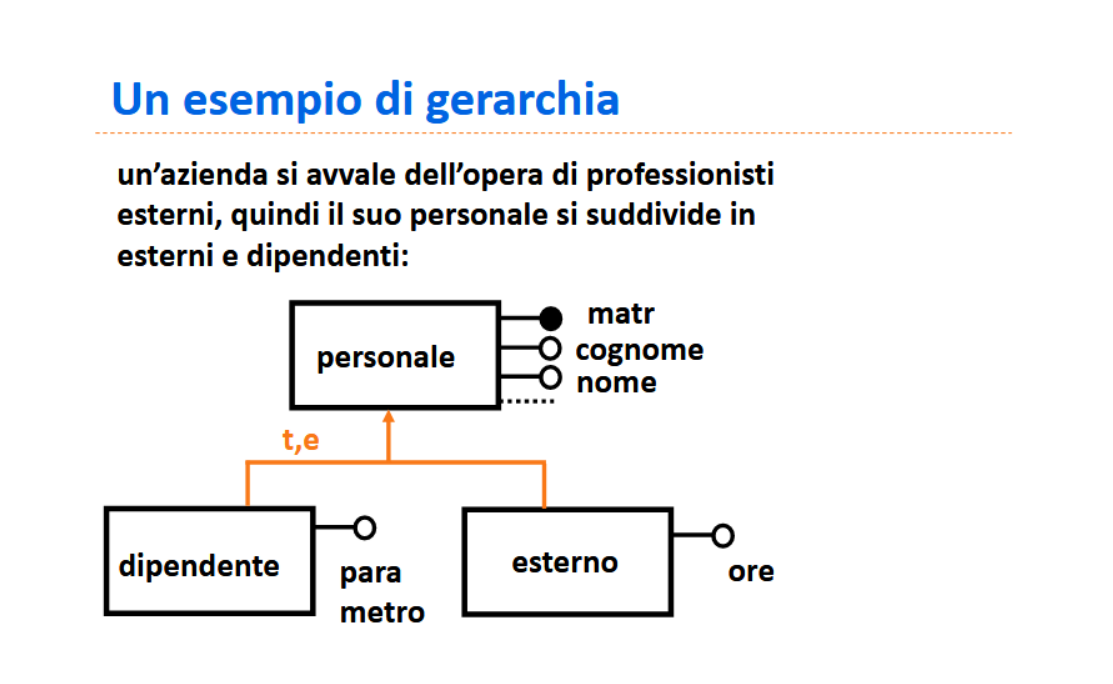 Un esempio di gerarchia
un’azienda si avvale dell’opera di professionisti
esterni, quindi il suo personale si suddivide in
esterni e dipendenti:
personale
matr
cognome
nome
t,e
dipendente
para
metro
esterno
ore